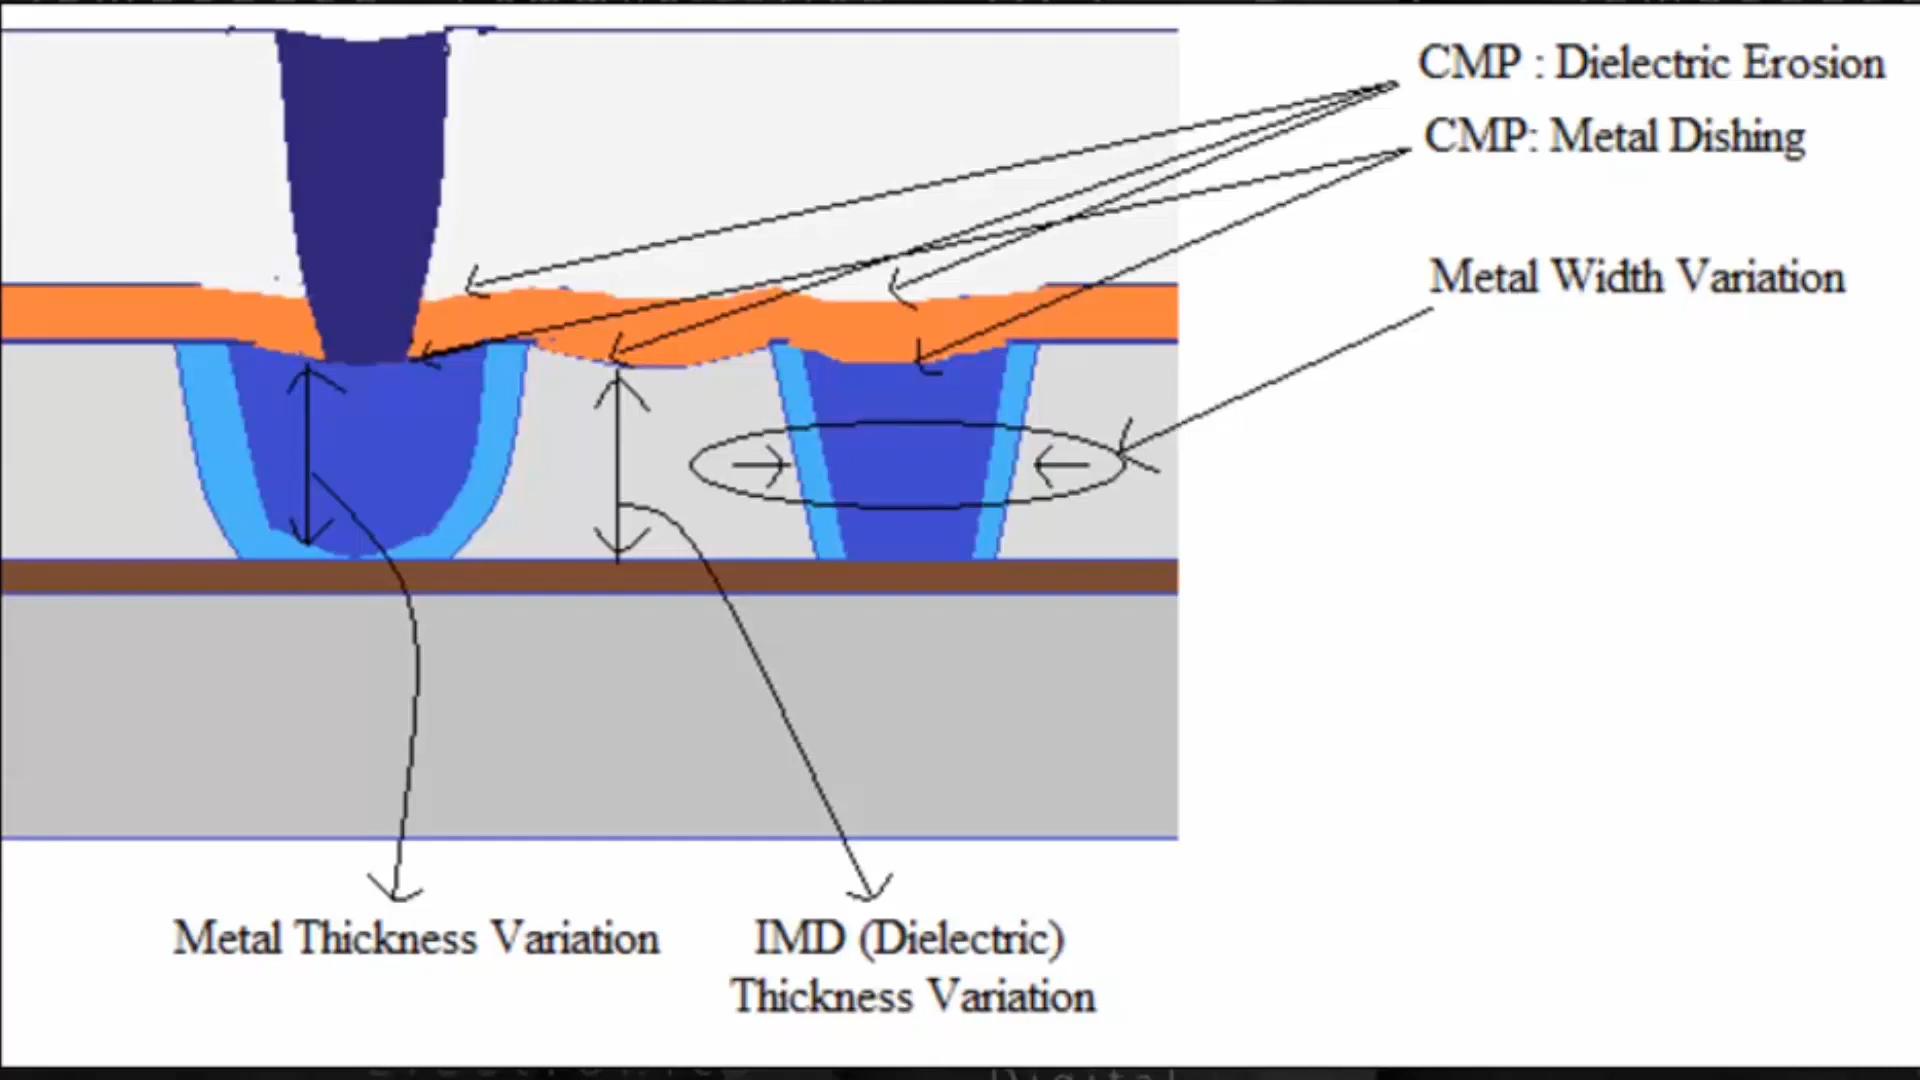 CMP : Dielectric Erosion
CMP: Metal Dishing
Metal Width Variation
Metal Thickness Variation
IMD (Dielectric)
Thickness Variation